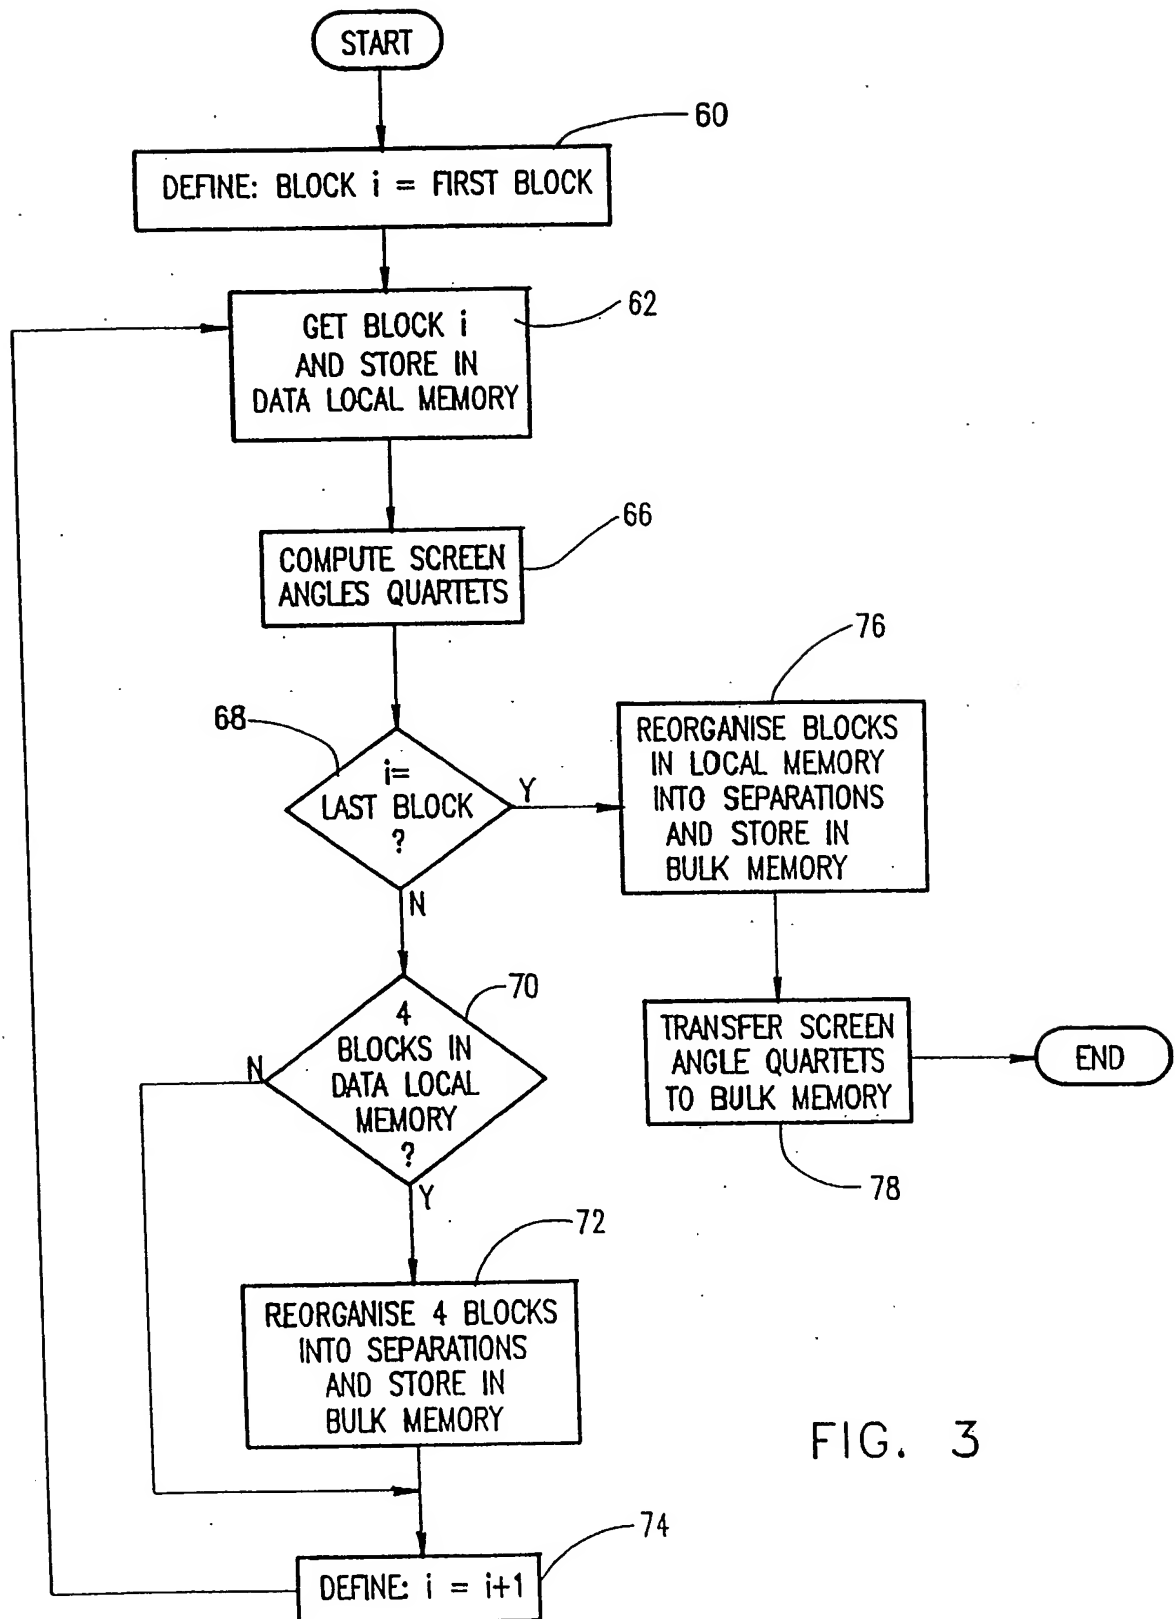 START
60
DEFINE: BLOCK i = FIRST BLOCK
62
GET BLOCK i
AND STORE IN
DATA LOCAL MEMORY
66
COMPUTE SCREEN
ANGLES QUARTETS
68
i=
LAST BLOCK
?
Y
N
76
REORGANISE BLOCKS
IN LOCAL MEMORY
INTO SEPARATIONS
AND STORE IN
BULK MEMORY
70
4
BLOCKS IN
DATA LOCAL
MEMORY
?
N
Y
TRANSFER SCREEN
ANGLE QUARTETS
TO BULK MEMORY
END
78
72
REORGANISE 4 BLOCKS
INTO SEPARATIONS
AND STORE IN
BULK MEMORY
FIG. 3
74
DEFINE: i = i+1